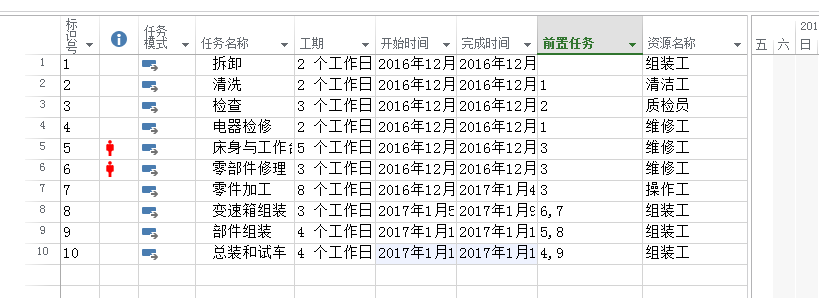 标识号 任务模式 任务名称 工期 开始时间 完成时间 前置任务 资源名称 201
五 六 日
1 1 拆卸 2 个工作日 2016年12月 2016年12月 组装工
2 2 清洗 2 个工作日 2016年12月 2016年12月 1 清洁工
3 3 检查 3 个工作日 2016年12月 2016年12月 2 质检员
4 4 电器检修 2 个工作日 2016年12月 2016年12月 1 维修工
5 5 床身与工作台 5 个工作日 2016年12月 2016年12月 3 维修工
6 6 零部件修理 3 个工作日 2016年12月 2016年12月 3 维修工
7 7 零件加工 8 个工作日 2016年12月 2017年1月4 3 操作工
8 8 变速箱组装 3 个工作日 2017年1月5 2017年1月9 6,7 组装工
9 9 部件组装 4 个工作日 2017年1月1 2017年1月1 5,8 组装工
10 10 总装和试车 4 个工作日 2017年1月1 2017年1月1 4,9 组装工